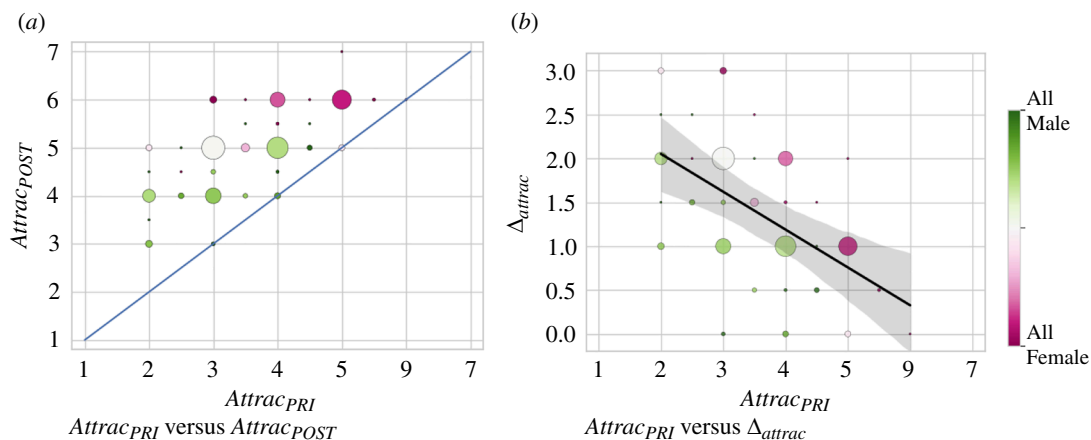 (a)
(b)
7
6
5
4
3
2
1
Attrac_POST
1 2 3 4 5 9 7
Attrac_PRI
Attrac_PRI versus Attrac_POST
3.0
2.5
2.0
1.5
1.0
0.5
0.0
Δ_attrac
1 2 3 4 5 9 7
Attrac_PRI
Attrac_PRI versus Δ_attrac
All
Male
All
Female